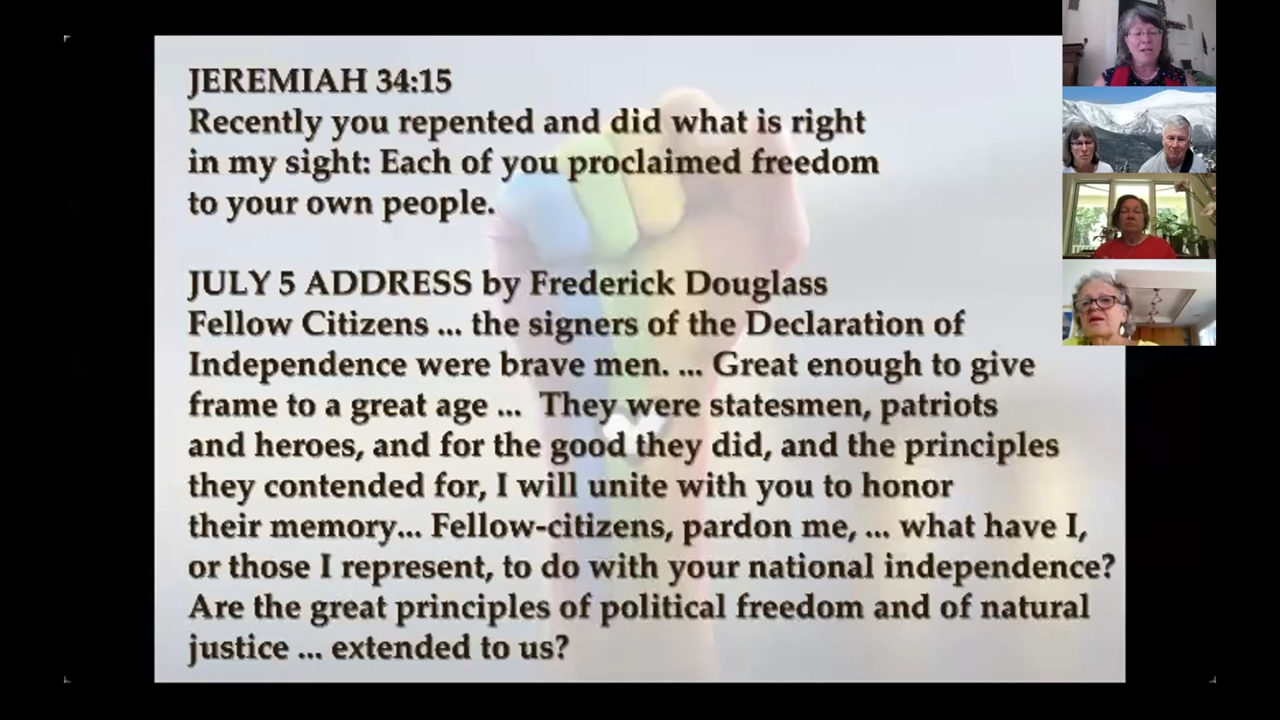 JEREMIAH 34:15
Recently you repented and did what is right
in my sight: Each of you proclaimed freedom
to your own people.
JULY 5 ADDRESS by Frederick Douglass
Fellow Citizens ... the signers of the Declaration of
Independence were brave men. ... Great enough to give
frame to a great age ... They were statesmen, patriots
and heroes, and for the good they did, and the principles
they contended for, I will unite with you to honor
their memory... Fellow-citizens, pardon me, ... what have I,
or those I represent, to do with your national independence?
Are the great principles of political freedom and of natural
justice ... extended to us?